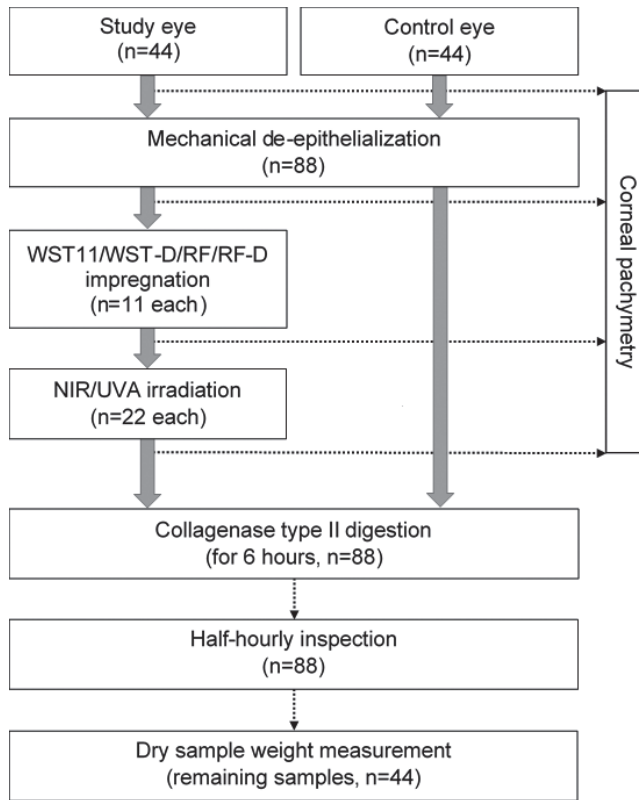 Study eye
(n=44)
Control eye
(n=44)
Mechanical de-epithelialization
(n=88)
WST11/WST-D/RF/RF-D
impregnation
(n=11 each)
NIR/UVA irradiation
(n=22 each)
Corneal pachymetry
Collagenase type II digestion
(for 6 hours, n=88)
Half-hourly inspection
(n=88)
Dry sample weight measurement
(remaining samples, n=44)